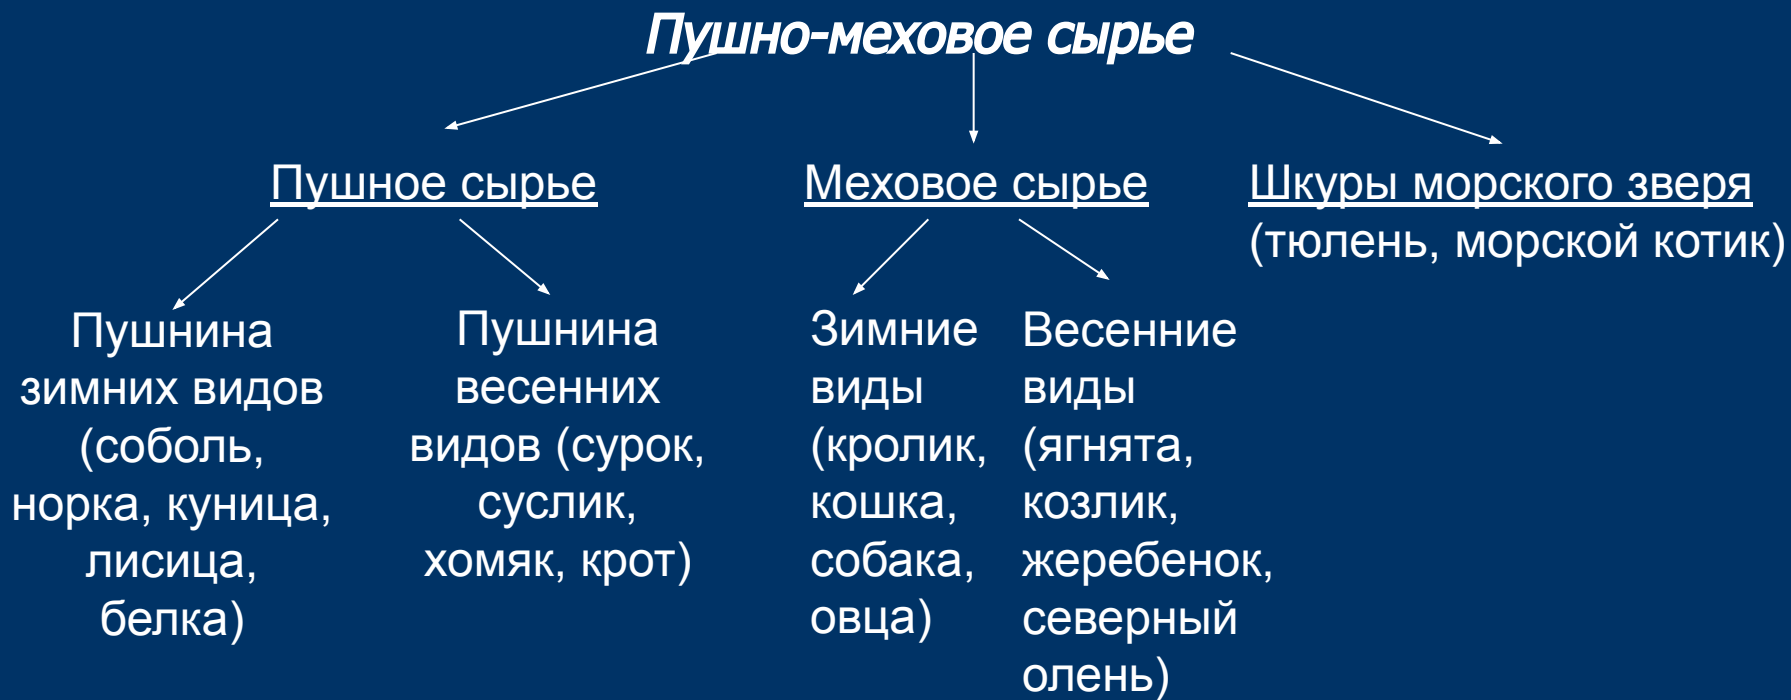 Пушно-меховое сырье
Пушное сырье
Пушнина
зимних видов
(соболь,
норка, куница,
лисица,
белка)
Пушнина
весенних
видов (сурок,
суслик,
хомяк, крот)
Меховое сырье
Зимние
виды
(кролик,
кошка,
собака,
овца)
Весенние
виды
(ягнята,
козлик,
жеребенок,
северный
олень)
Шкуры морского зверя
(тюлень, морской котик)